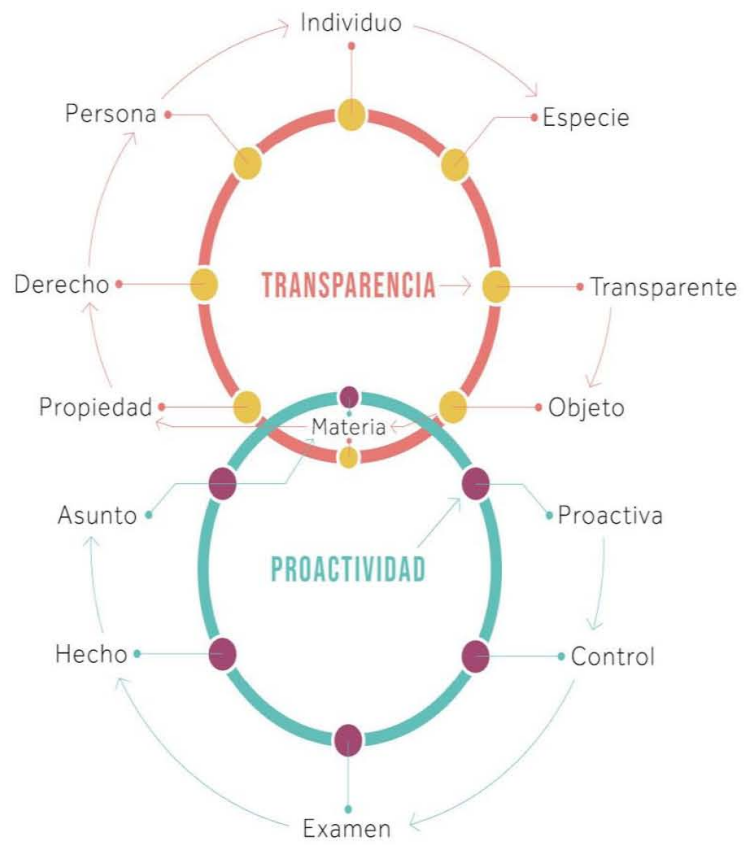 Individuo
Persona
Especie
TRANSPARENCIA
Derecho
Transparente
Propiedad
Materia
Objeto
Asunto
Proactiva
PROACTIVIDAD
Hecho
Control
Examen